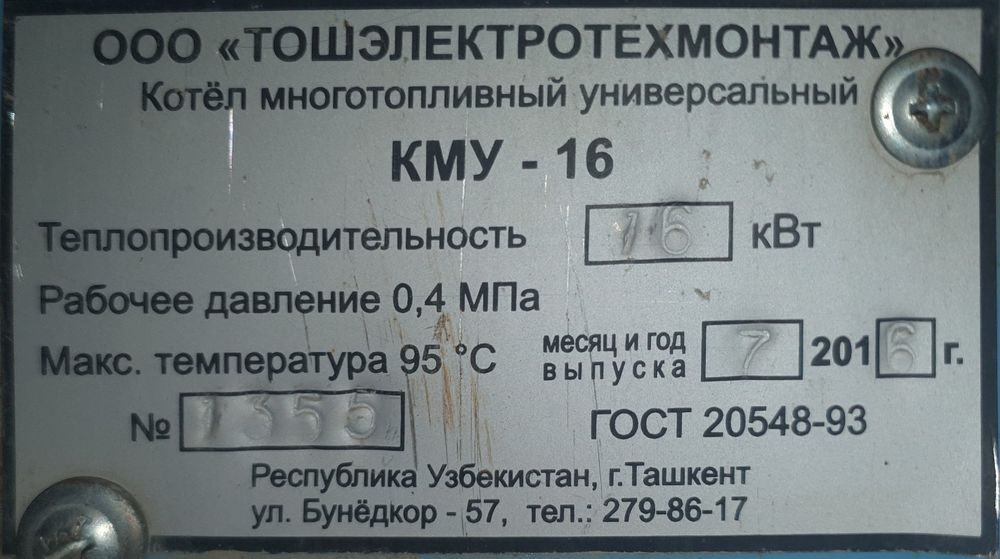 ООО «ТОШЭЛЕКТРОТЕХМОНТАЖ»
Котёл многотопливный универсальный
КМУ - 16
Теплопроизводительность 16 кВт
Рабочее давление 0,4 МПа
Макс. температура 95 °С месяц и год выпуска 7 2016 г.
№ 1355 ГОСТ 20548-93
Республика Узбекистан, г.Ташкент
ул. Бунёдкор - 57, тел.: 279-86-17